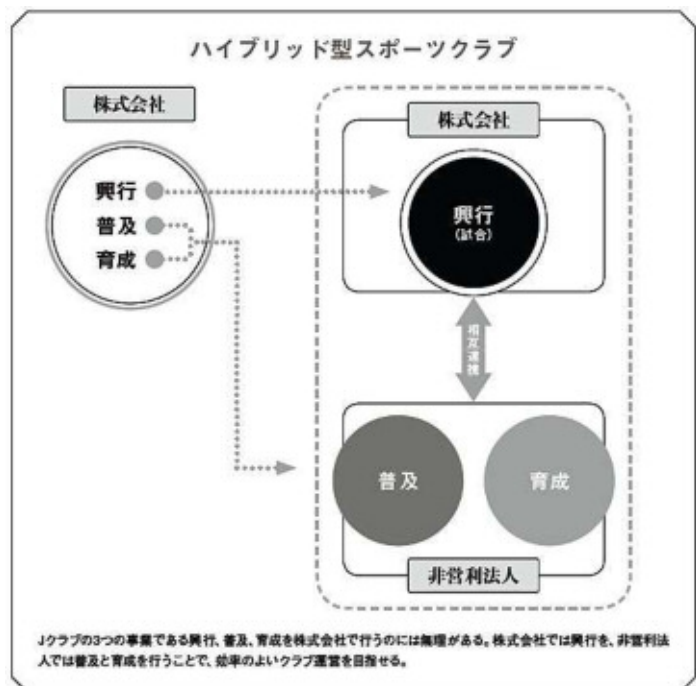 ハイブリッド型スポーツクラブ
株式会社
興行
普及
育成
株式会社
興行
(試合)
相互連携
普及
育成
非営利法人
Jクラブの3つの事業である興行、普及、育成を株式会社で行うのには無理がある。株式会社では興行を、非営利法
人では普及と育成を行うことで、効率のよいクラブ運営を目指せる。